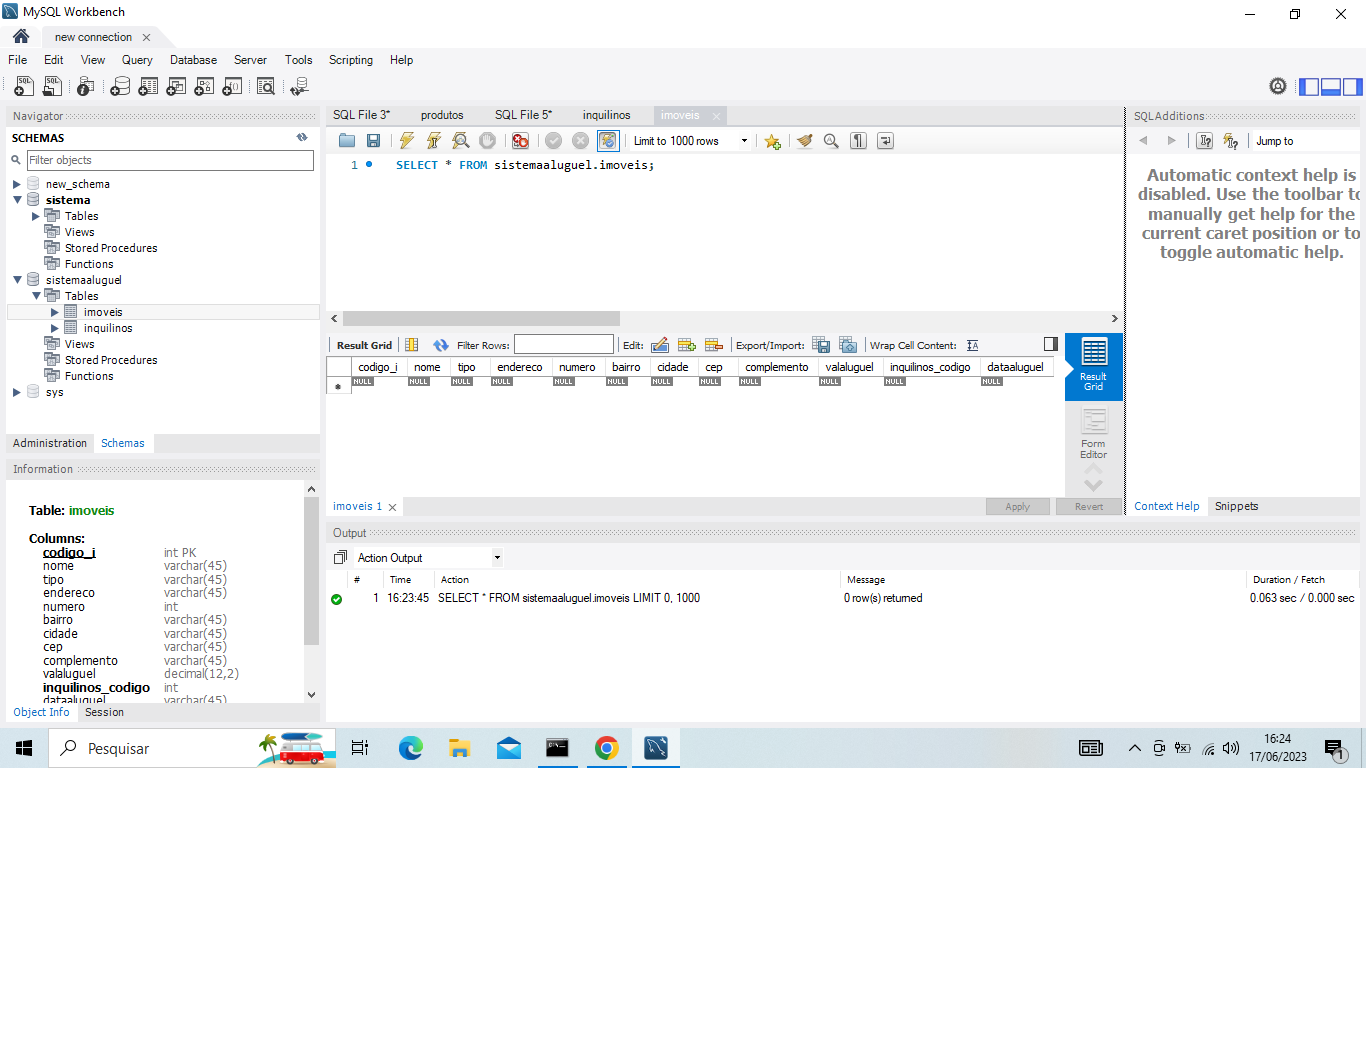 MySQL Workbench
new connection
File Edit View Query Database Server Tools Scripting Help
Navigator
SCHEMAS
Filter objects
new_schema
sistema
Tables
Views
Stored Procedures
Functions
sistemaaluguel
Tables
imoveis
inquilinos
Views
Stored Procedures
Functions
sys
Administration Schemas
Information
Table: imoveis
Columns:
codigo_i int PK
nome varchar(45)
tipo varchar(45)
endereco varchar(45)
numero int
bairro varchar(45)
cidade varchar(45)
cep varchar(45)
complemento varchar(45)
valaluguel decimal(12,2)
inquilinos_codigo int
dataaluguel varchar(45)
Object Info Session
SQL File 3* produtos SQL File 5* inquilinos imoveis
Limit to 1000 rows
1 SELECT * FROM sistemaaluguel.imoveis;
Result Grid Filter Rows: Edit: Export/Import: Wrap Cell Content:
codigo_i nome tipo endereco numero bairro cidade cep complemento valaluguel inquilinos_codigo dataaluguel
NULL NULL NULL NULL NULL NULL NULL NULL NULL NULL NULL NULL
Result
Grid
Form
Editor
imoveis 1 Apply Revert
SQLAdditions
Jump to
Automatic context help is
disabled. Use the toolbar to
manually get help for the
current caret position or to
toggle automatic help.
Context Help Snippets
Output
Action Output
# Time Action Message Duration / Fetch
1 16:23:45 SELECT * FROM sistemaaluguel.imoveis LIMIT 0, 1000 0 row(s) returned 0.063 sec / 0.000 sec
Pesquisar
16:24
17/06/2023
1